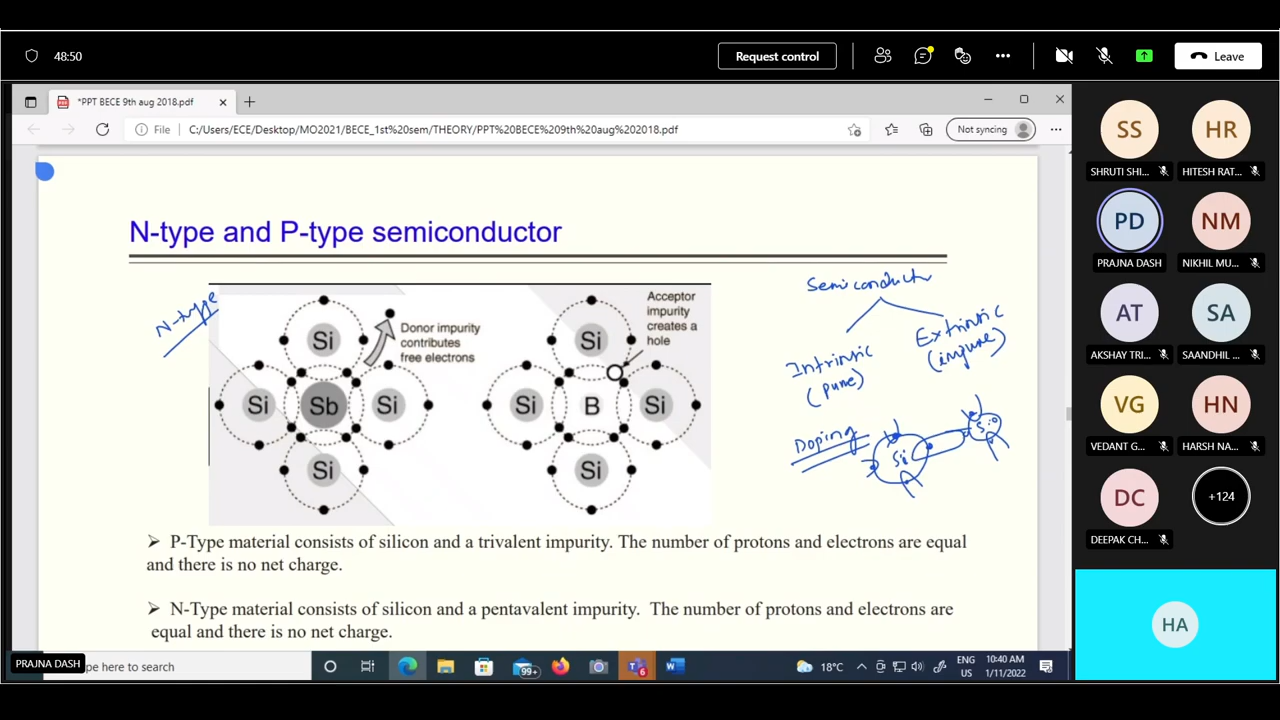 48:50
Request control
Leave
*PPT BECE 9th aug 2018.pdf
File
C:/Users/ECE/Desktop/MO2021/BECE_1st%20sem/THEORY/PPT%20BECE%209th%20aug%202018.pdf
Not syncing
N-type and P-type semiconductor
N-type
Si
Donor impurity
contributes
free electrons
Si
Sb
Si
Si
Acceptor
impurity
creates a
hole
Si
Si
B
Si
Si
Semiconductr
Intrinsic
(pure)
Extrinsic
(impure)
Doping
Si
Si
➢ P-Type material consists of silicon and a trivalent impurity. The number of protons and electrons are equal
and there is no net charge.
➢ N-Type material consists of silicon and a pentavalent impurity. The number of protons and electrons are
equal and there is no net charge.
SS
SHRUTI SHI...
HR
HITESH RAT...
PD
PRAJNA DASH
NM
NIKHIL MU...
AT
AKSHAY TRI...
SA
SAANDHIL ...
VG
VEDANT G...
HN
HARSH NA...
DC
DEEPAK CH...
+124
HA
PRAJNA DASH
pe here to search
99+
6
18°C
ENG
US
10:40 AM
1/11/2022